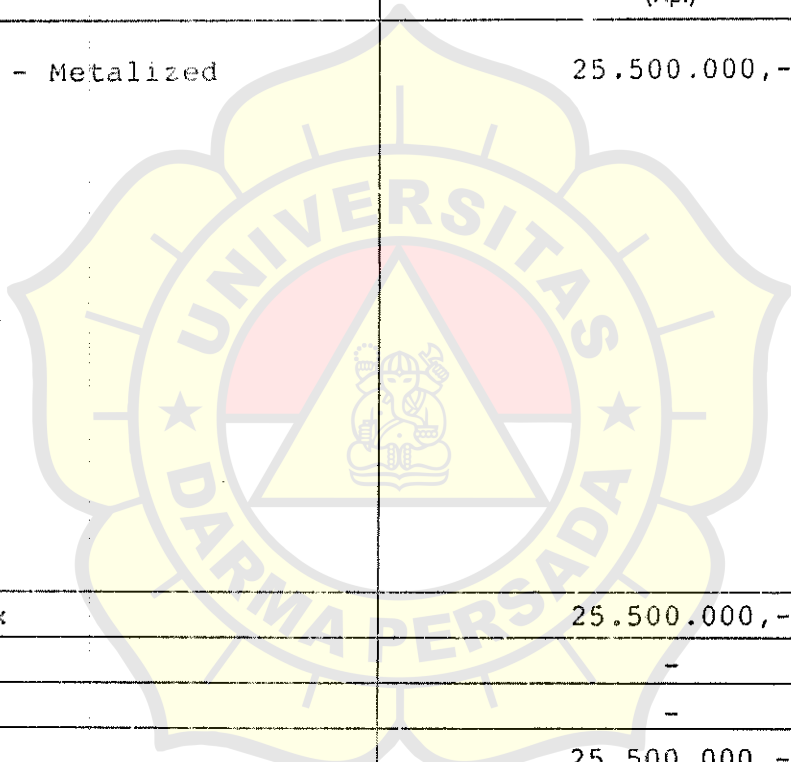 - Metalized 25.500.000,-
UNIVERSITAS
DARMA PERSADA
25.500.000,-
-
-
25.500.000,-